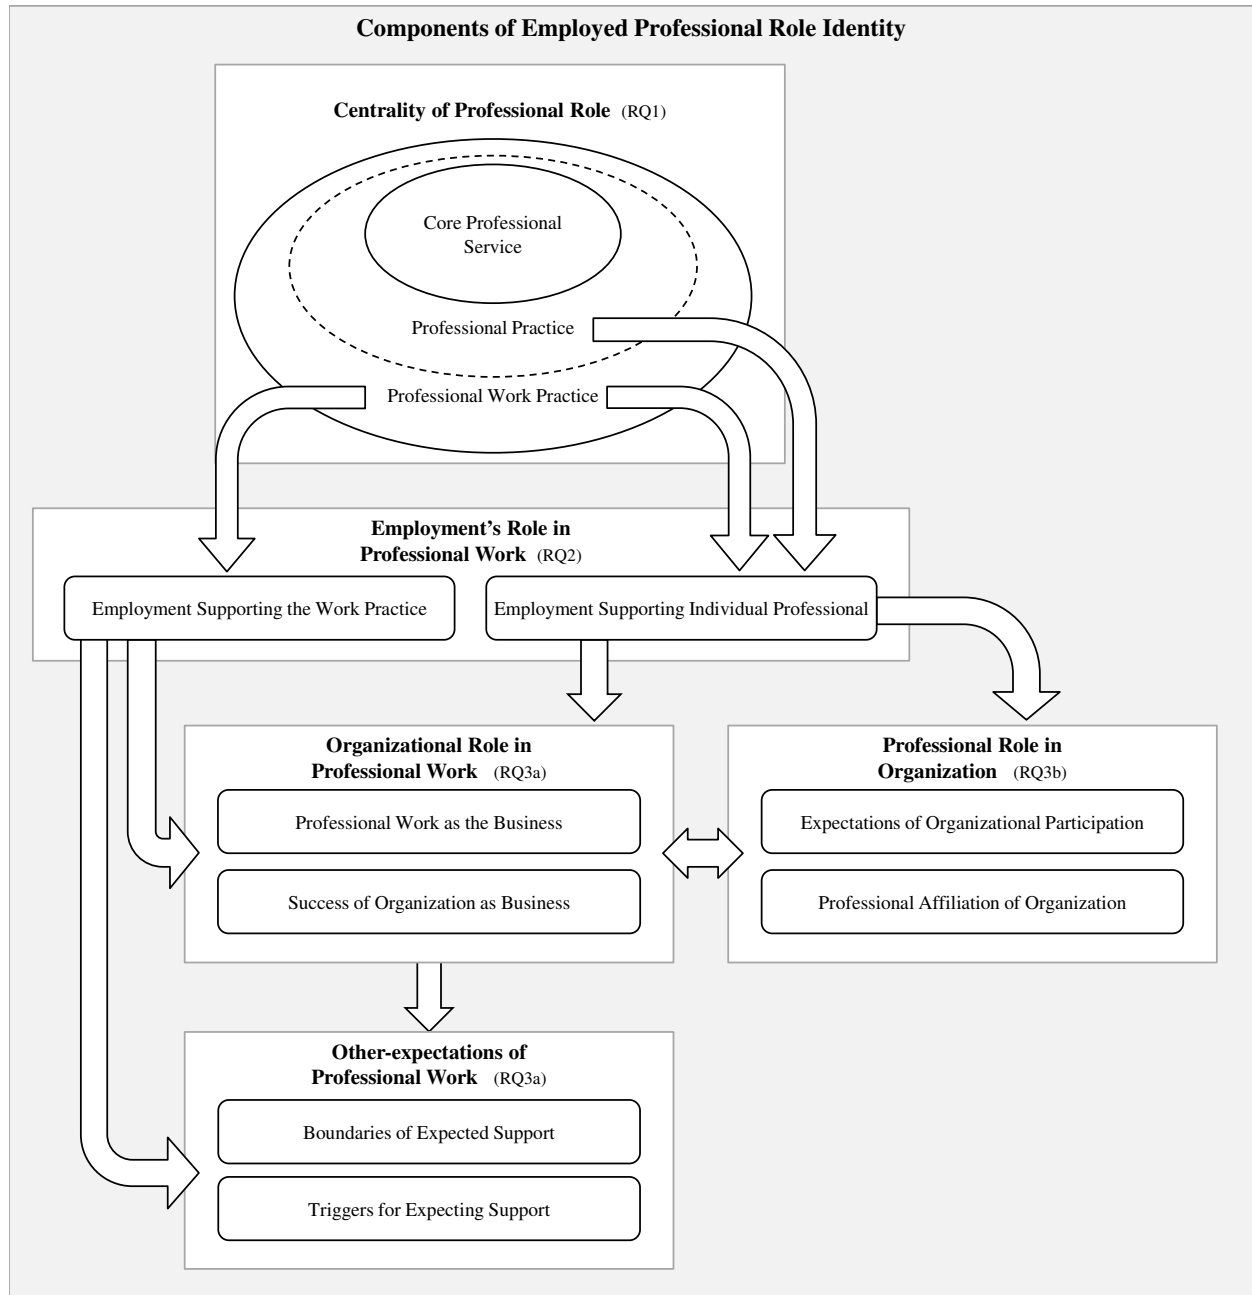 Components of Employed Professional Role Identity
Centrality of Professional Role (RQ1)
Core Professional
Service
Professional Practice
Professional Work Practice
Employment's Role in
Professional Work (RQ2)
Employment Supporting the Work Practice
Employment Supporting Individual Professional
Organizational Role in
Professional Work (RQ3a)
Professional Work as the Business
Success of Organization as Business
Professional Role in
Organization (RQ3b)
Expectations of Organizational Participation
Professional Affiliation of Organization
Other-expectations of
Professional Work (RQ3a)
Boundaries of Expected Support
Triggers for Expecting Support